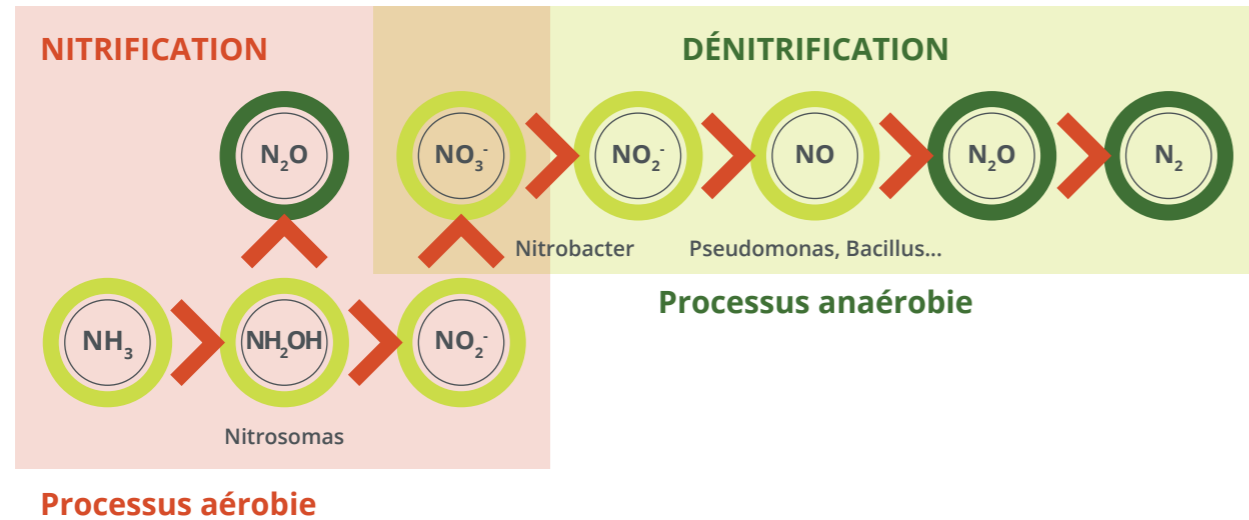 NITRIFICATION
DÉNITRIFICATION
N₂O
NO₃⁻
NO₂⁻
NO
N₂O
N₂
Nitrobacter
Pseudomonas, Bacillus...
Processus anaérobie
NH₃
NH₂OH
NO₂⁻
Nitrosomas
Processus aérobie